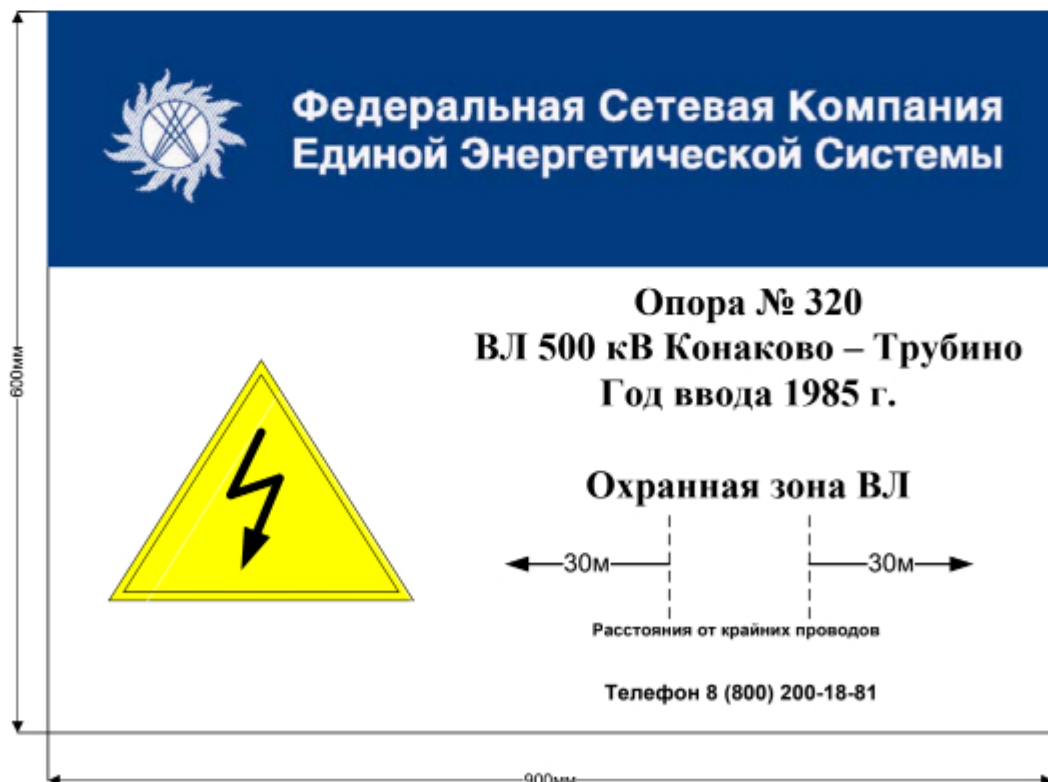 Федеральная Сетевая Компания
Единой Энергетической Системы
Опора № 320
ВЛ 500 кВ Конаково – Трубино
Год ввода 1985 г.
Охранная зона ВЛ
30м 30м
Расстояния от крайних проводов
Телефон 8 (800) 200-18-81
600мм
900мм